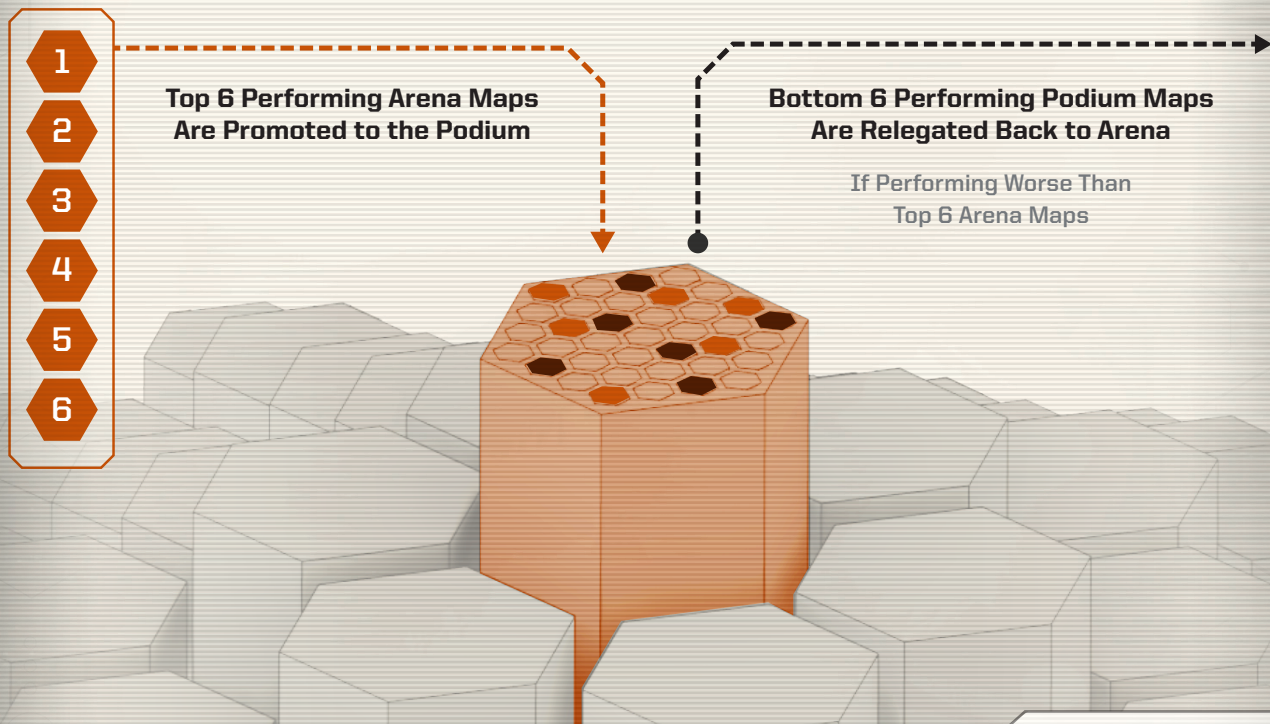 1
2
3
4
5
6
Top 6 Performing Arena Maps
Are Promoted to the Podium
Bottom 6 Performing Podium Maps
Are Relegated Back to Arena
If Performing Worse Than
Top 6 Arena Maps